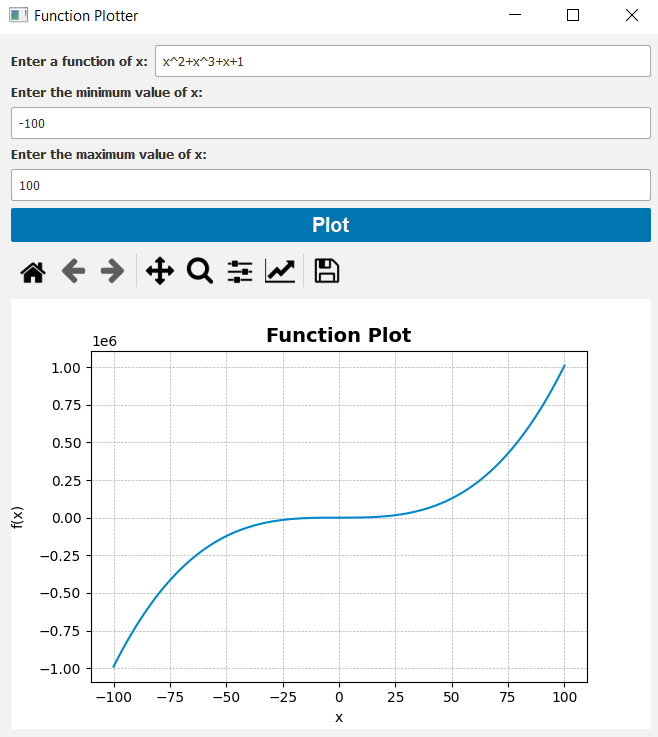 Function Plotter
Enter a function of x: x^2+x^3+x+1
Enter the minimum value of x:
-100
Enter the maximum value of x:
100
Plot
Function Plot
1e6
1.00
0.75
0.50
0.25
0.00
−0.25
−0.50
−0.75
−1.00
f(x)
−100 −75 −50 −25 0 25 50 75 100
x